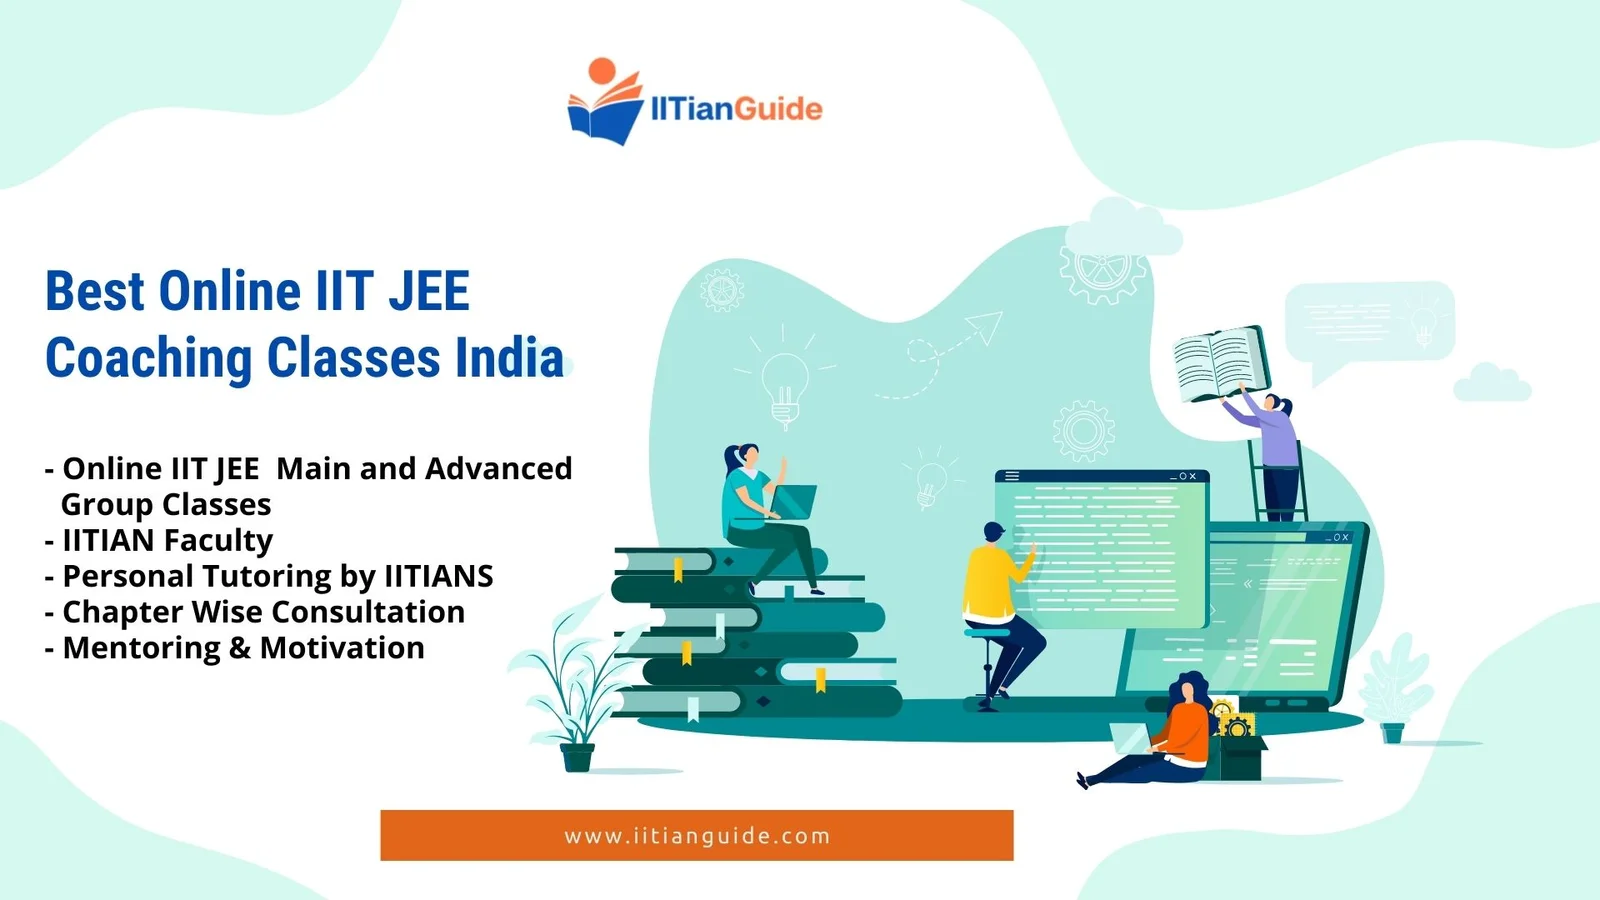 IITianGuide
Best Online IIT JEE
Coaching Classes India
- Online IIT JEE  Main and Advanced
Group Classes
- IITIAN Faculty
- Personal Tutoring by IITIANS
- Chapter Wise Consultation
- Mentoring & Motivation
www.iitianguide.com